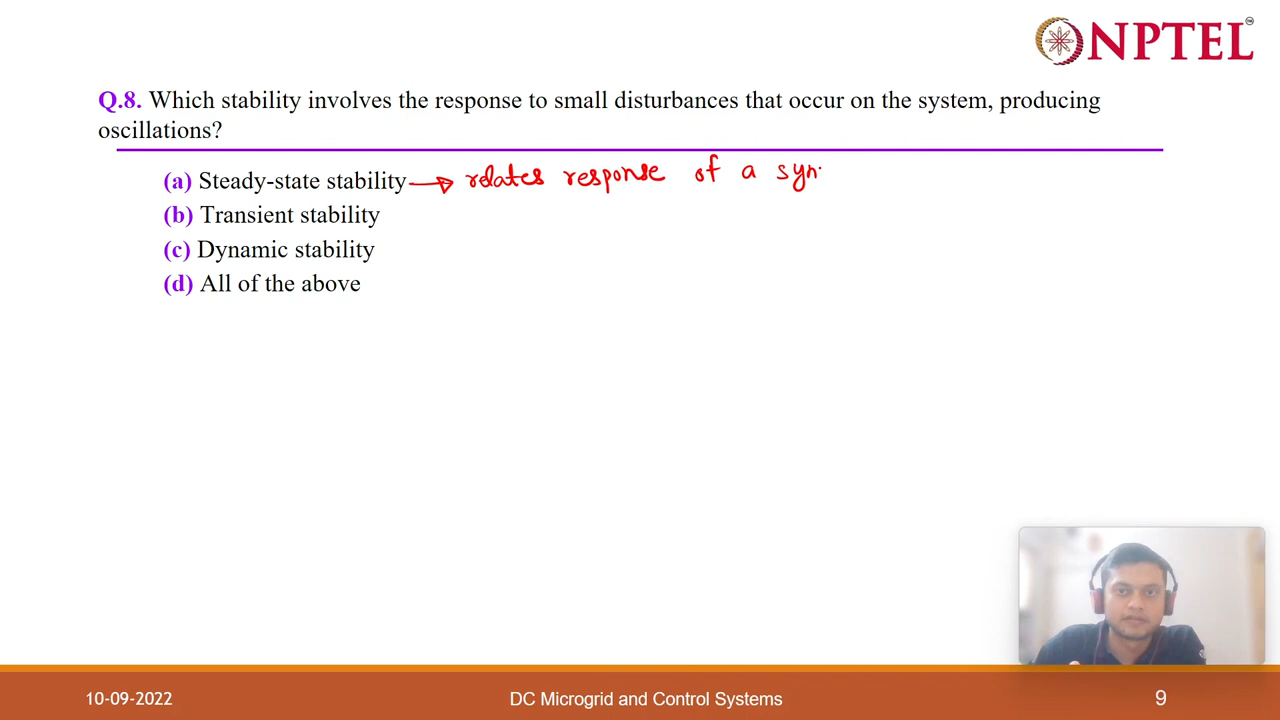 NPTEL
Q.8. Which stability involves the response to small disturbances that occur on the system, producing
oscillations?
(a) Steady-state stability → relates response of a syn
(b) Transient stability
(c) Dynamic stability
(d) All of the above
10-09-2022
DC Microgrid and Control Systems
9